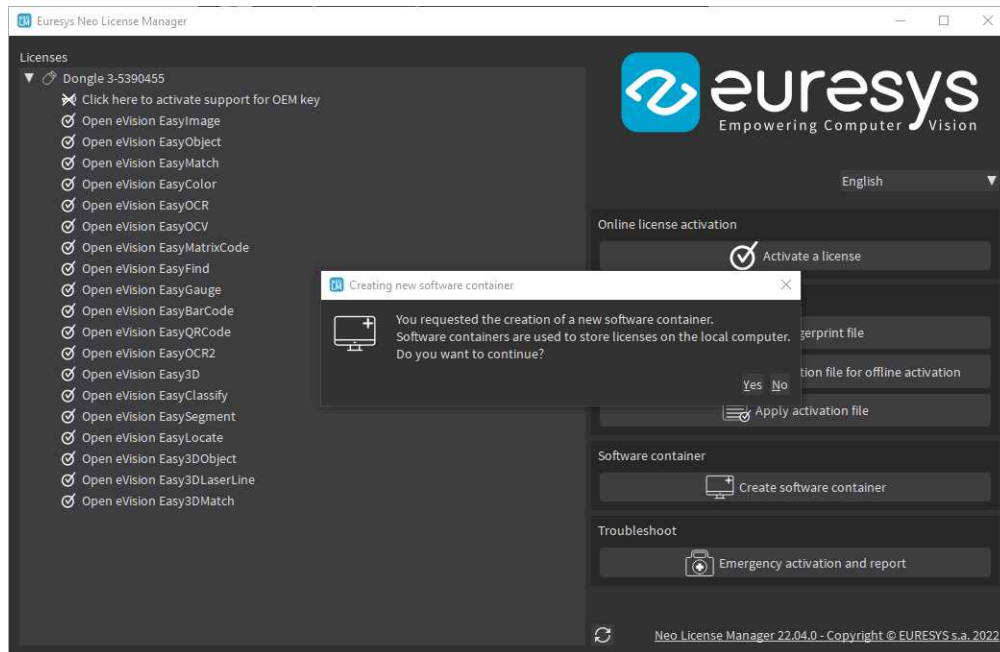 Euresys Neo License Manager
Licenses
Dongle 3-5390455
Click here to activate support for OEM key
Open eVision EasyImage
Open eVision EasyObject
Open eVision EasyMatch
Open eVision EasyColor
Open eVision EasyOCR
Open eVision EasyOCV
Open eVision EasyMatrixCode
Open eVision EasyFind
Open eVision EasyGauge
Open eVision EasyBarCode
Open eVision EasyQRCode
Open eVision EasyOCR2
Open eVision Easy3D
Open eVision EasyClassify
Open eVision EasySegment
Open eVision EasyLocate
Open eVision Easy3DObject
Open eVision Easy3DLaserLine
Open eVision Easy3DMatch
euresys
Empowering Computer Vision
English
Online license activation
Activate a license
Creating new software container
You requested the creation of a new software container.
Software containers are used to store licenses on the local computer.
Do you want to continue?
Yes No
file
file for offline activation
Apply activation file
Software container
Create software container
Troubleshoot
Emergency activation and report
Neo License Manager 22.04.0 - Copyright © EURESYS s.a. 2022